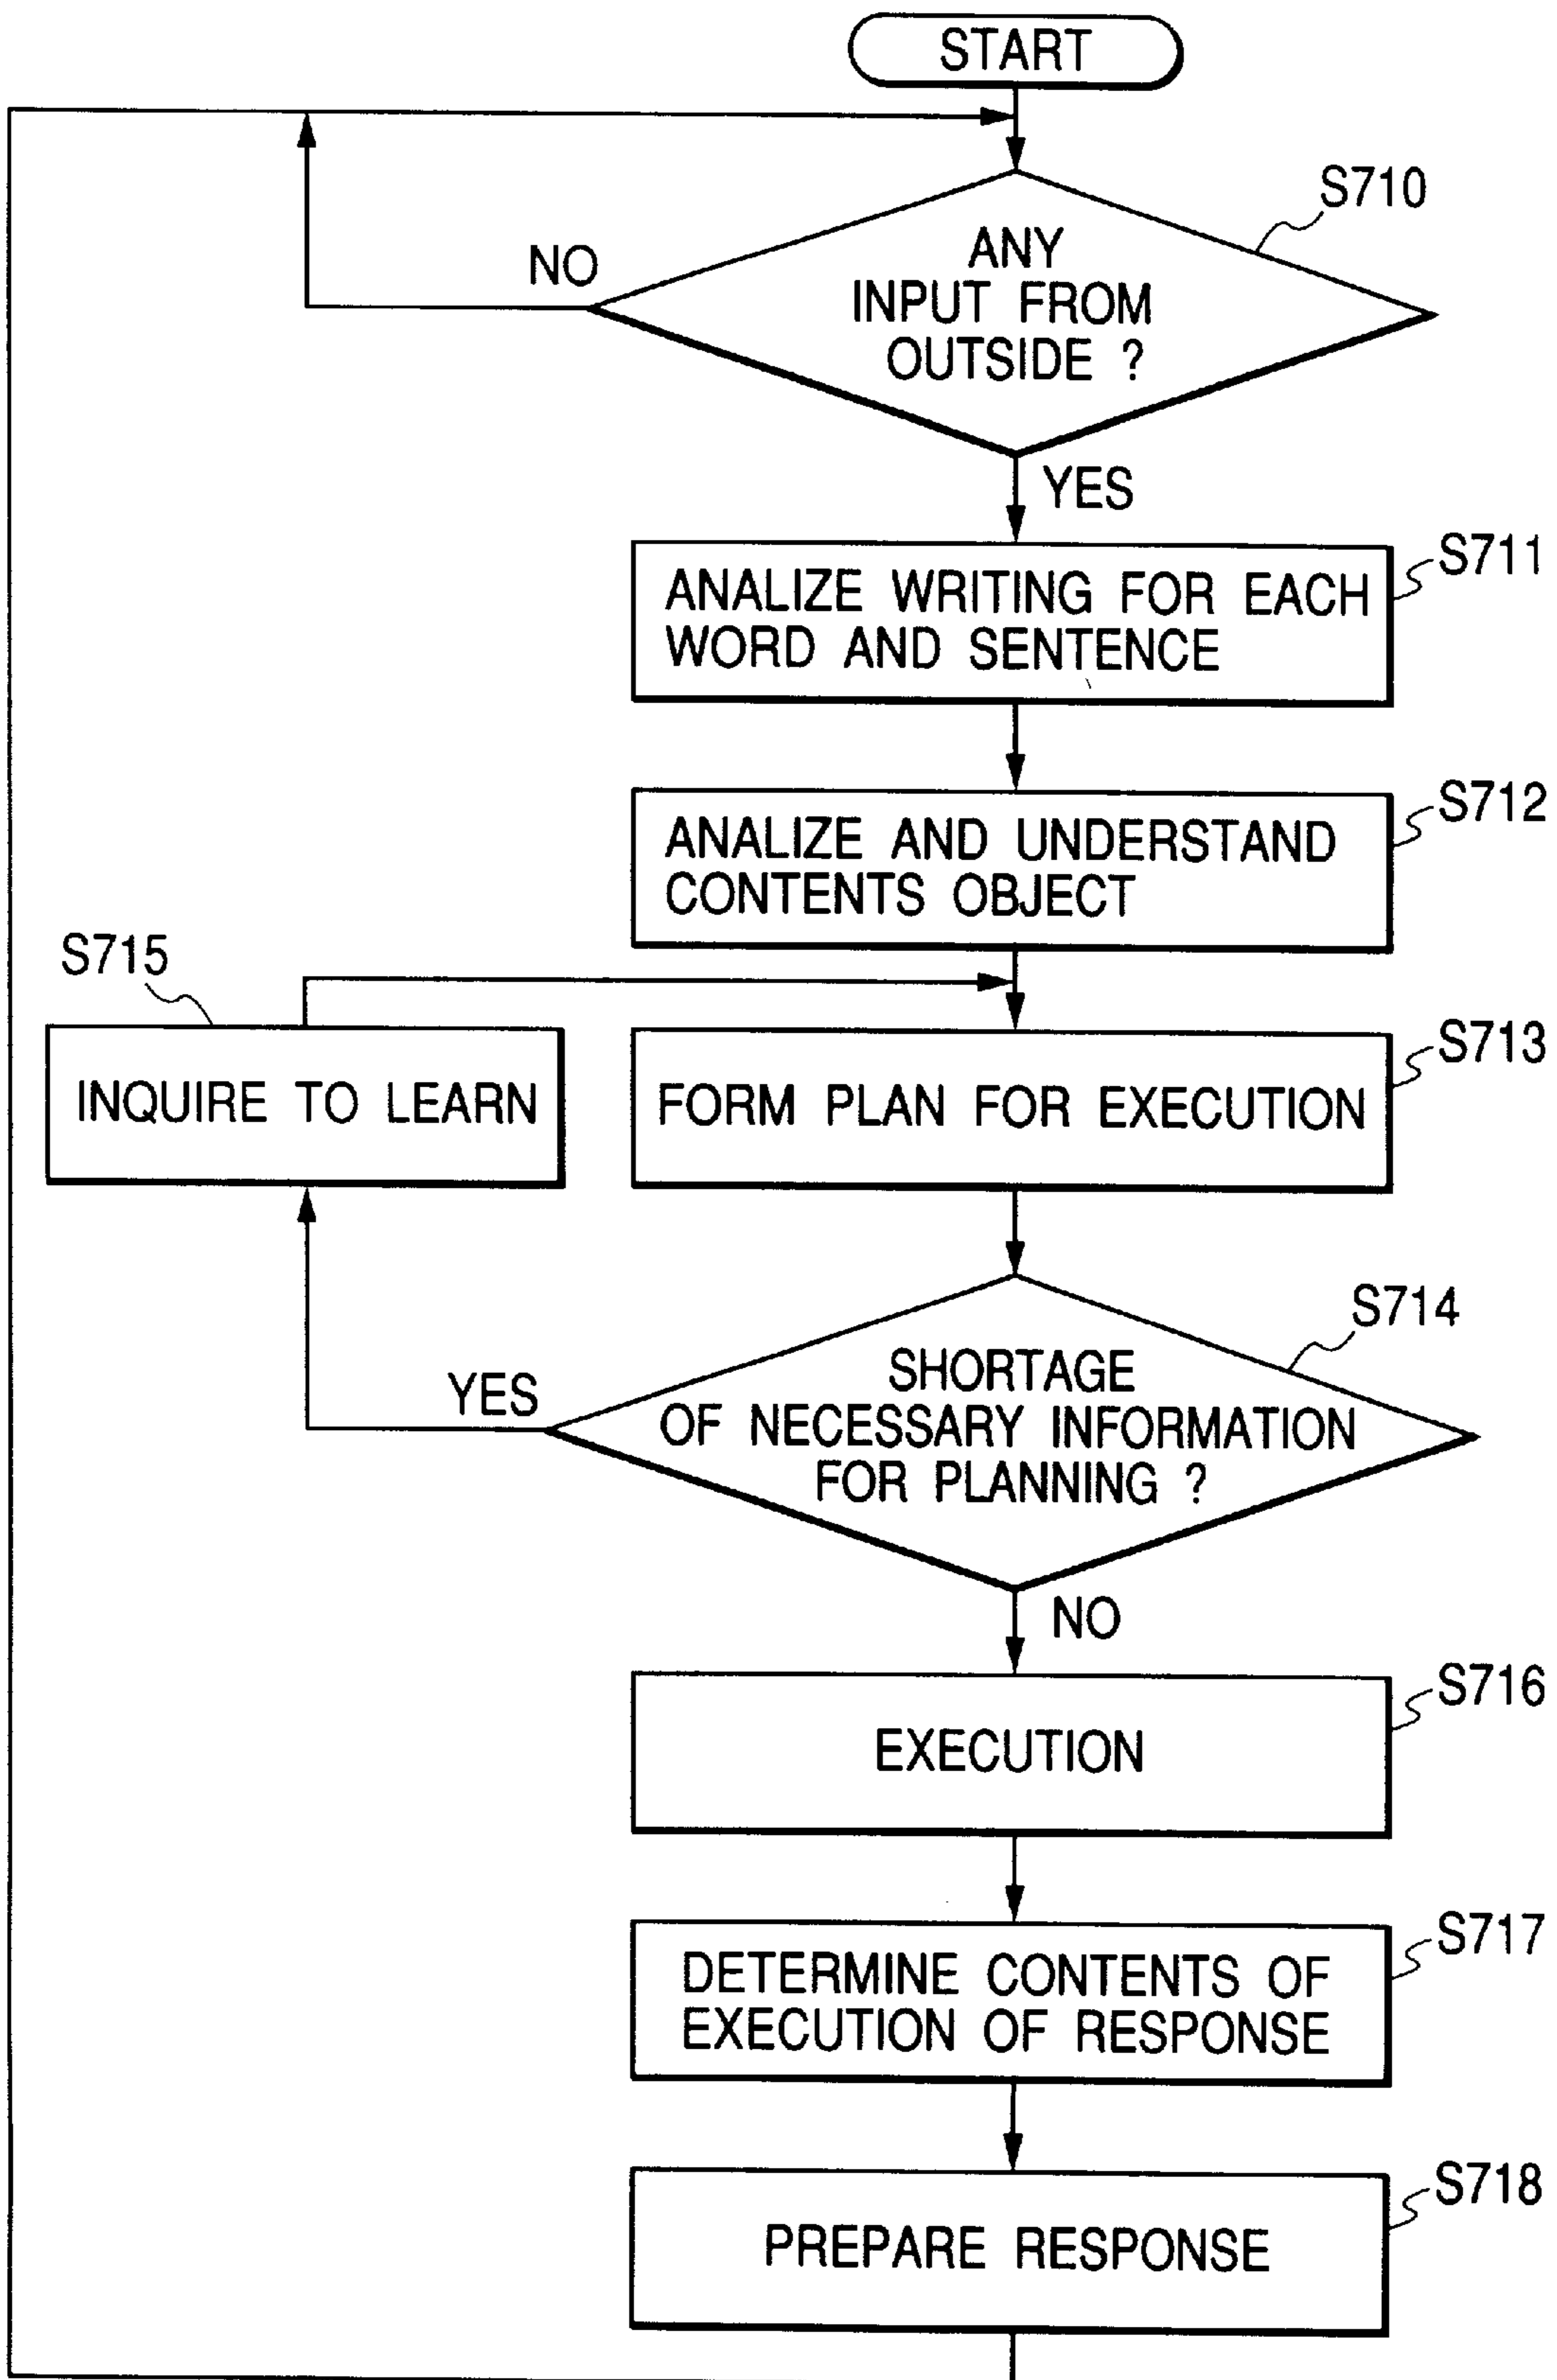 START
S710
NO
ANY
INPUT FROM
OUTSIDE ?
YES
S711
ANALIZE WRITING FOR EACH
WORD AND SENTENCE
S712
ANALIZE AND UNDERSTAND
CONTENTS OBJECT
S715
INQUIRE TO LEARN
S713
FORM PLAN FOR EXECUTION
S714
YES
SHORTAGE
OF NECESSARY INFORMATION
FOR PLANNING ?
NO
S716
EXECUTION
S717
DETERMINE CONTENTS OF
EXECUTION OF RESPONSE
S718
PREPARE RESPONSE